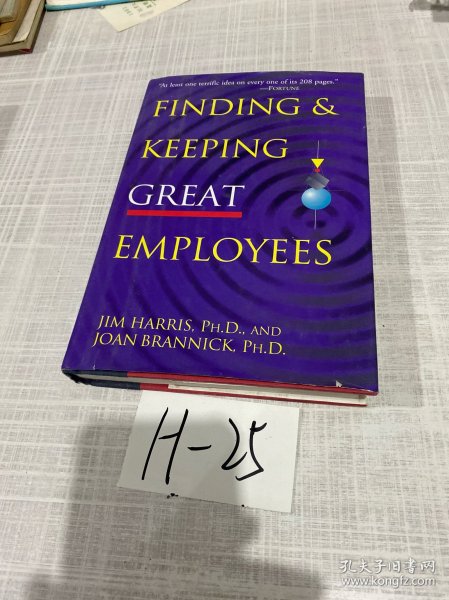 "At least one terrific idea on every one of its 208 pages."
—FORTUNE
FINDING &
KEEPING
GREAT
EMPLOYEES
JIM HARRIS, PH.D., AND
JOAN BRANNICK, PH.D.
H-25
孔夫子旧书网
www.kongfz.com